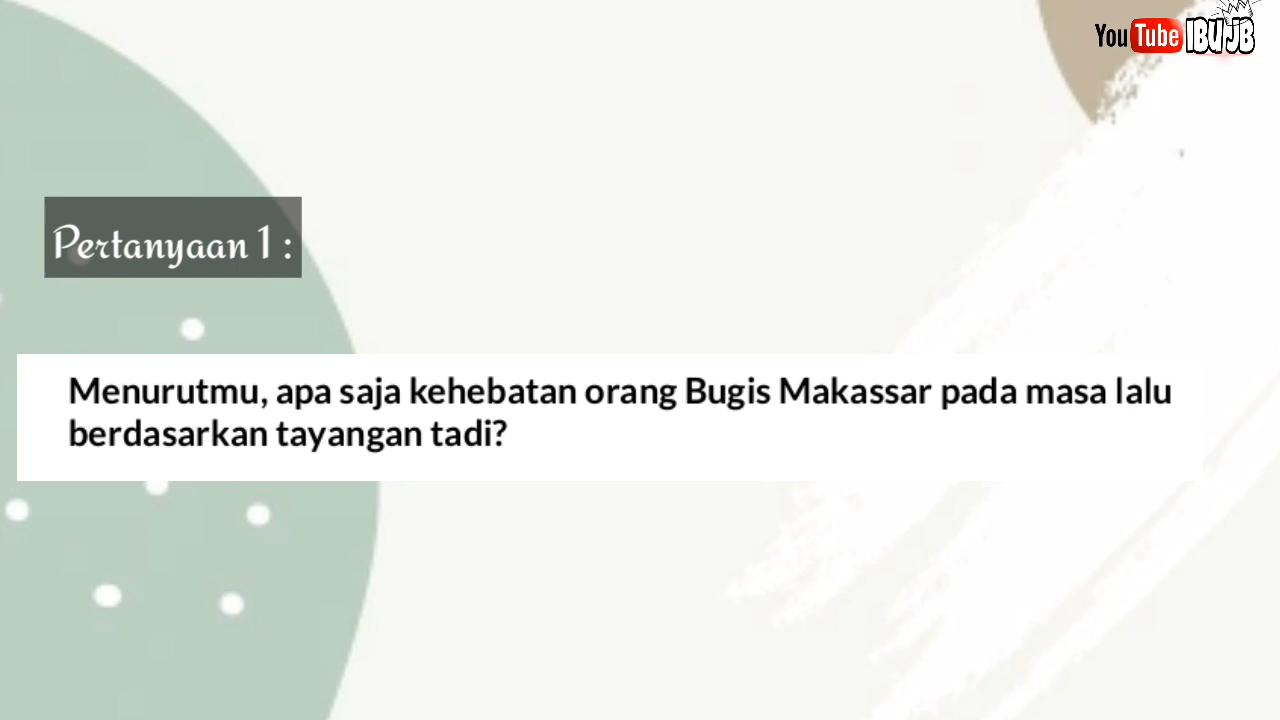 YouTube IBUJB
Pertanyaan 1 :
Menurutmu, apa saja kehebatan orang Bugis Makassar pada masa lalu
berdasarkan tayangan tadi?